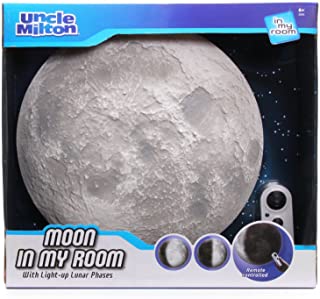 uncle
milton
in my
room
MOON
IN MY ROOM
With Light-up Lunar Phases
Remote
controlled